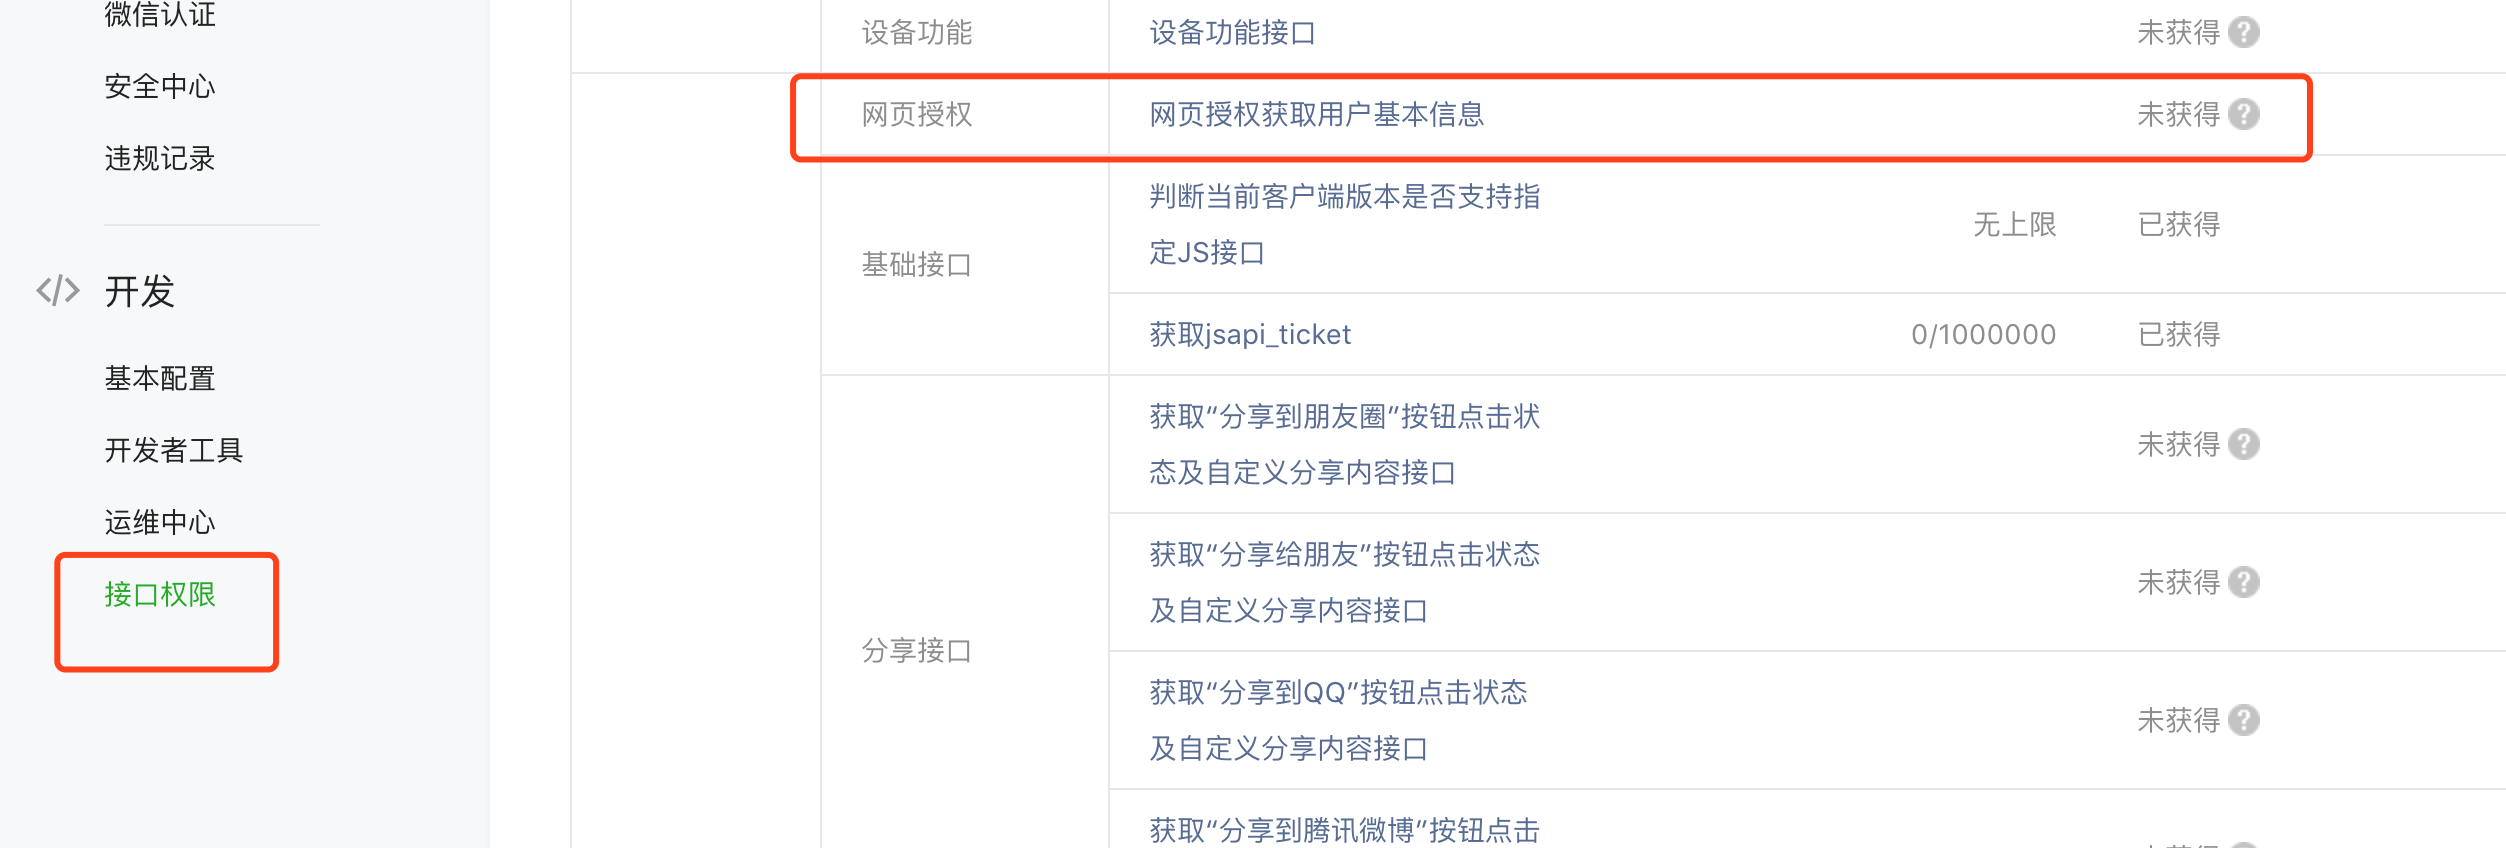 微信认证
安全中心
违规记录
</> 开发
基本配置
开发者工具
运维中心
接口权限
设备功能 设备功能接口 未获得 ?
网页授权 网页授权获取用户基本信息 未获得 ?
基础接口
判断当前客户端版本是否支持指
定JS接口
无上限 已获得
获取jsapi_ticket 0/1000000 已获得
分享接口
获取“分享到朋友圈”按钮点击状
态及自定义分享内容接口
未获得 ?
获取“分享给朋友”按钮点击状态
及自定义分享内容接口
未获得 ?
获取“分享到QQ”按钮点击状态
及自定义分享内容接口
未获得 ?
获取“分享到腾讯微博”按钮点击